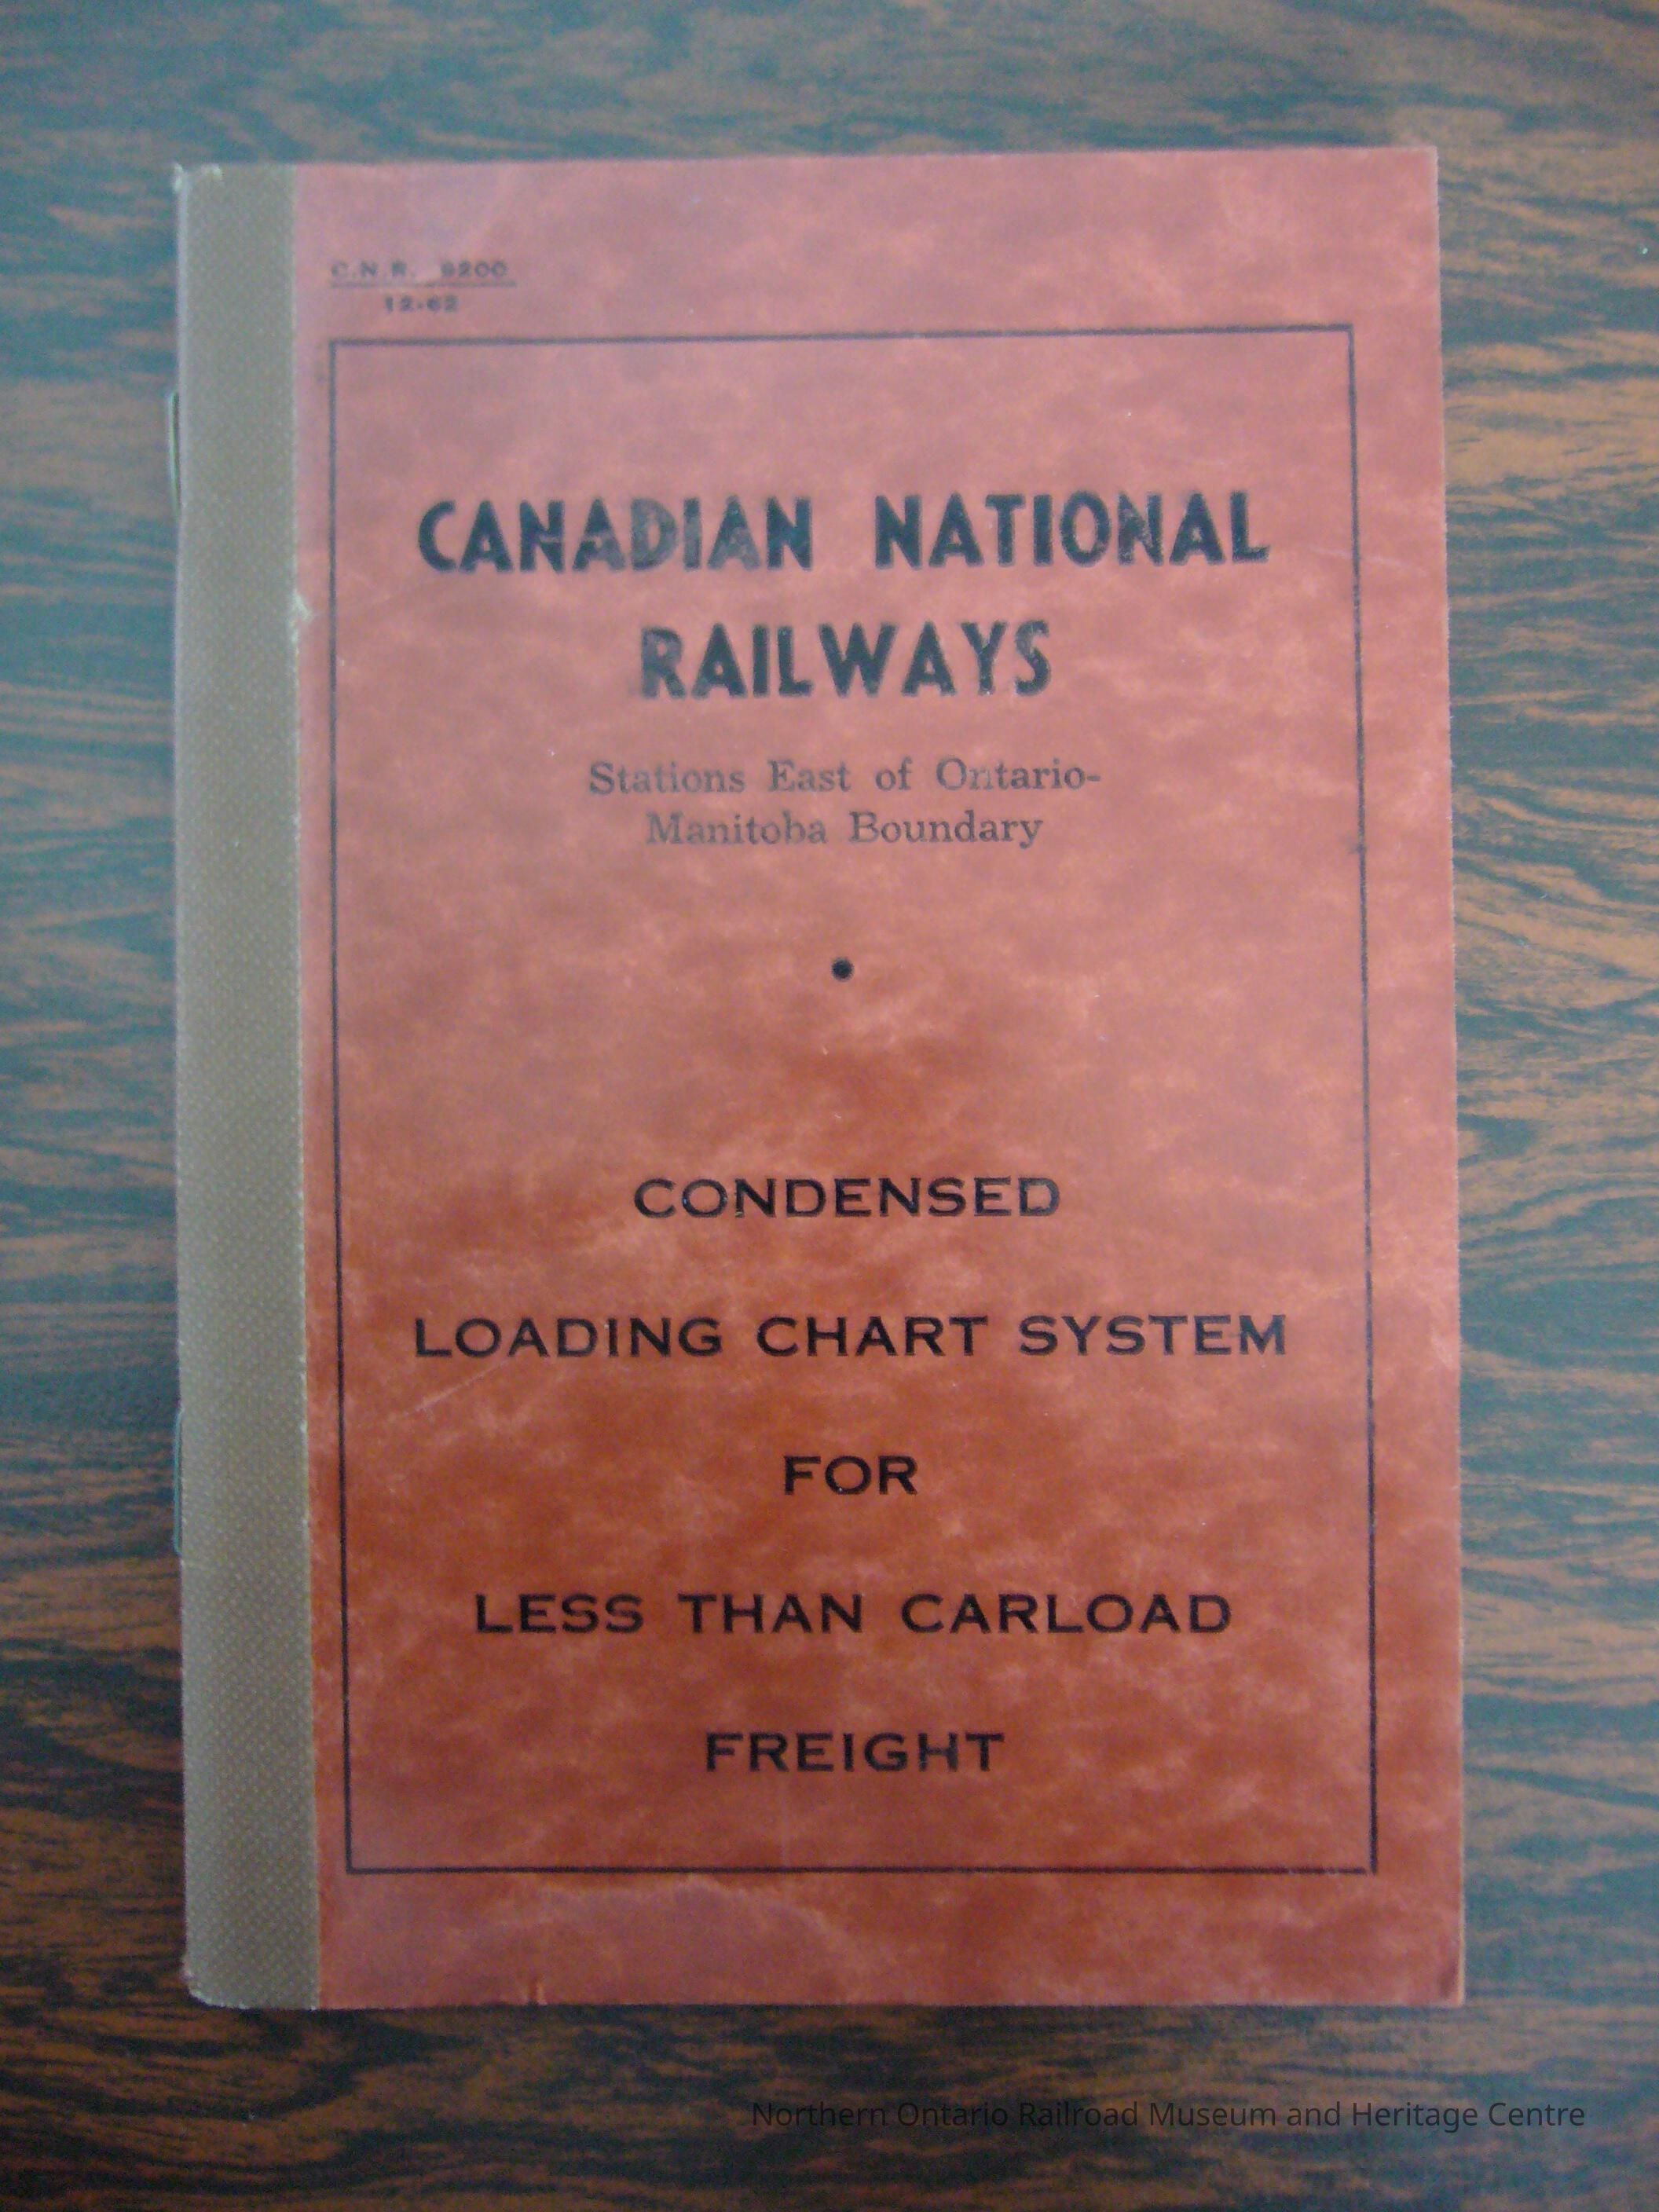 C.N.R. 9200
12-62
CANADIAN NATIONAL
RAILWAYS
Stations East of Ontario-
Manitoba Boundary
•
CONDENSED
LOADING CHART SYSTEM
FOR
LESS THAN CARLOAD
FREIGHT
Northern Ontario Railroad Museum and Heritage Centre